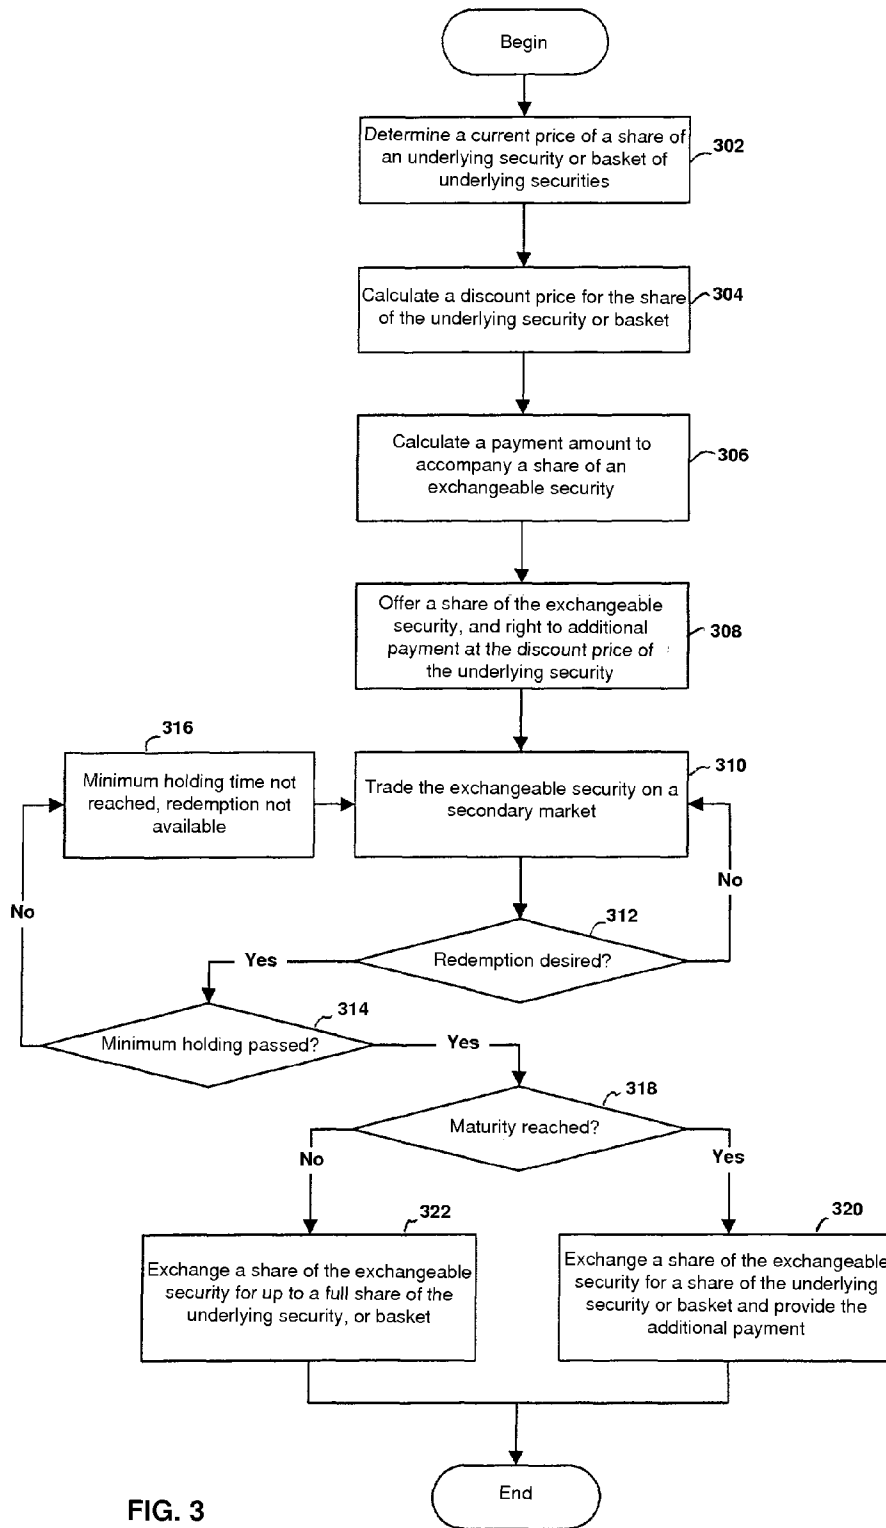 Begin
Determine a current price of a share of
an underlying security or basket of
underlying securities
302
Calculate a discount price for the share
of the underlying security or basket
304
Calculate a payment amount to
accompany a share of an
exchangeable security
306
Offer a share of the exchangeable
security, and right to additional
payment at the discount price of
the underlying security
308
316
Minimum holding time not
reached, redemption not
available
Trade the exchangeable security on a
secondary market
310
No
No
312
Redemption desired?
Yes
314
Minimum holding passed?
Yes
318
Maturity reached?
No
Yes
322
Exchange a share of the exchangeable
security for up to a full share of the
underlying security, or basket
320
Exchange a share of the exchangeable
security for a share of the underlying
security or basket and provide the
additional payment
End
FIG. 3